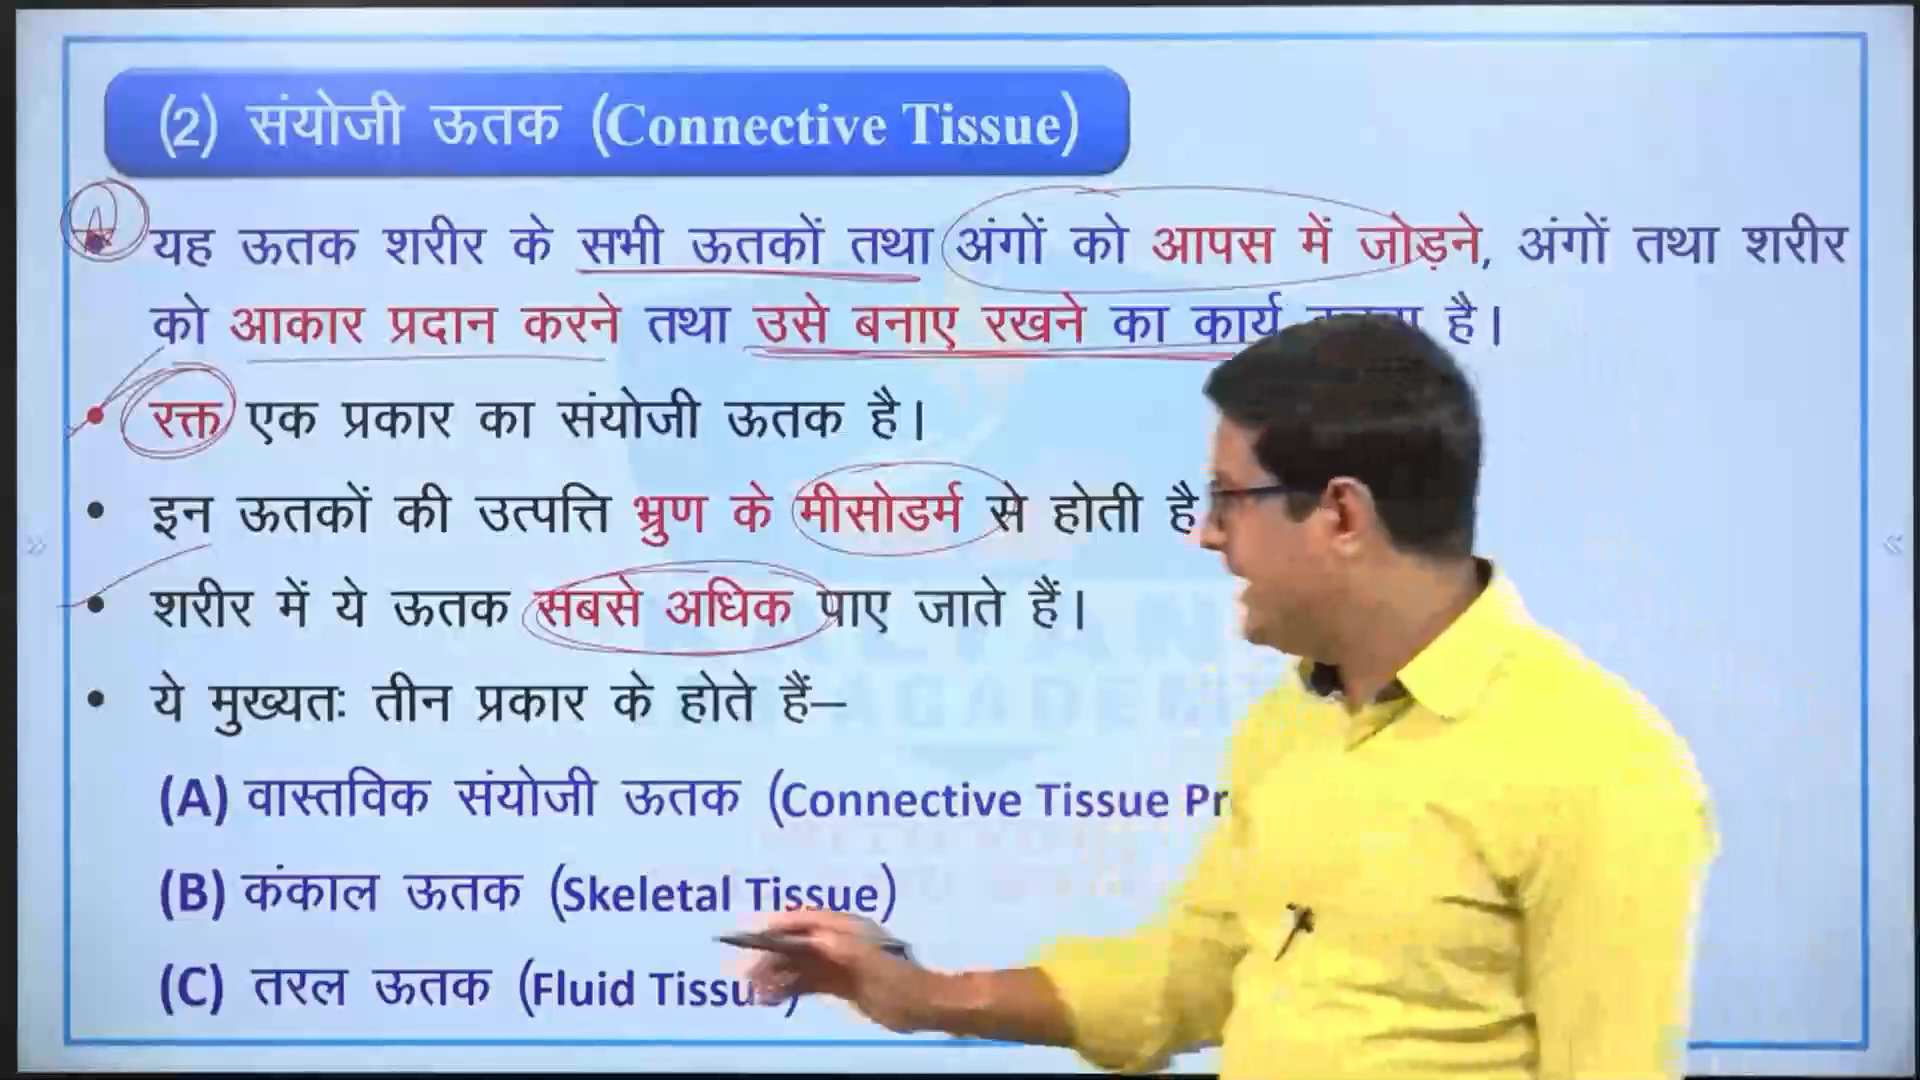 (2) संयोजी ऊतक (Connective Tissue)
यह ऊतक शरीर के सभी ऊतकों तथा अंगों को आपस में जोड़ने, अंगों तथा शरीर
को आकार प्रदान करने तथा उसे बनाए रखने का कार्य है।
• रक्त एक प्रकार का संयोजी ऊतक है।
• इन ऊतकों की उत्पत्ति भ्रुण के मीसोडर्म से होती है
• शरीर में ये ऊतक सबसे अधिक पाए जाते हैं।
• ये मुख्यतः तीन प्रकार के होते हैं–
(A) वास्तविक संयोजी ऊतक (Connective Tissue
(B) कंकाल ऊतक (Skeletal Tissue)
(C) तरल ऊतक (Fluid